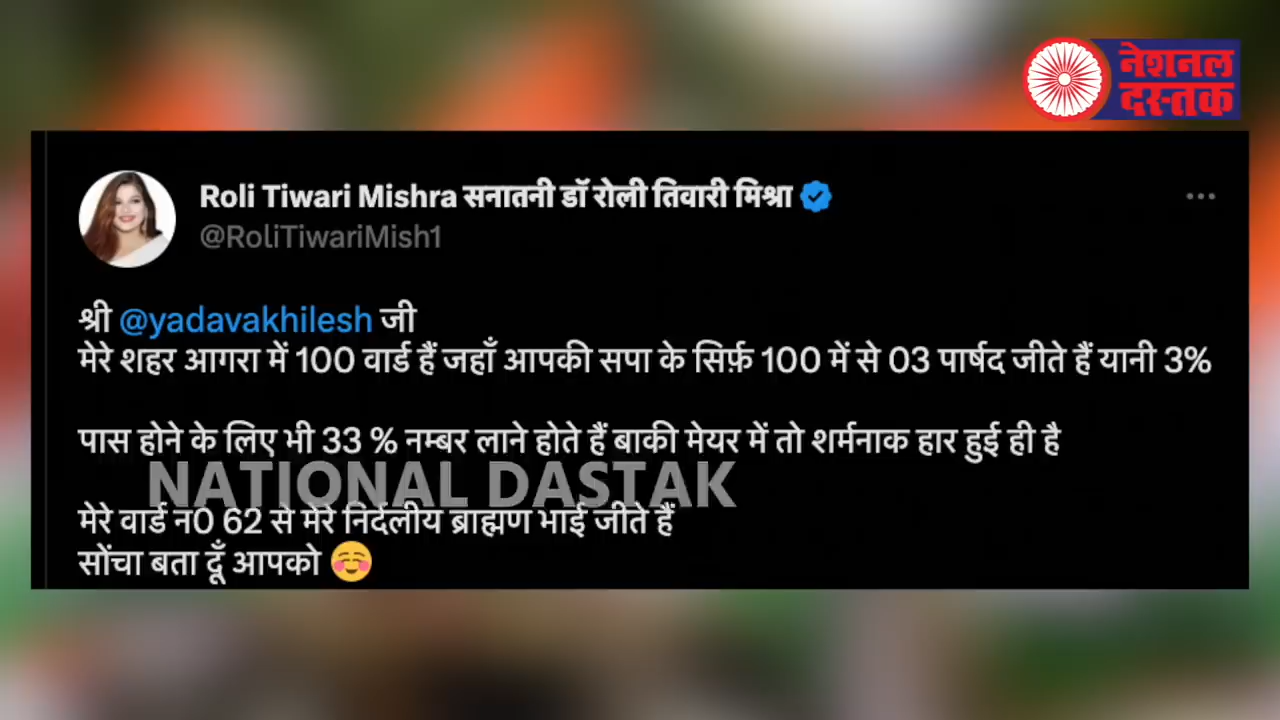 नेशनल
दस्तक
Roli Tiwari Mishra सनातनी डॉ रोली तिवारी मिश्रा
@RoliTiwariMish1
श्री @yadavakhilesh जी
मेरे शहर आगरा में 100 वार्ड हैं जहाँ आपकी सपा के सिर्फ़ 100 में से 03 पार्षद जीते हैं यानी 3%
पास होने के लिए भी 33 % नम्बर लाने होते हैं बाकी मेयर में तो शर्मनाक हार हुई ही है
NATIONAL DASTAK
मेरे वार्ड न0 62 से मेरे निर्दलीय ब्राह्मण भाई जीते हैं
सोंचा बता दूँ आपको ☺️